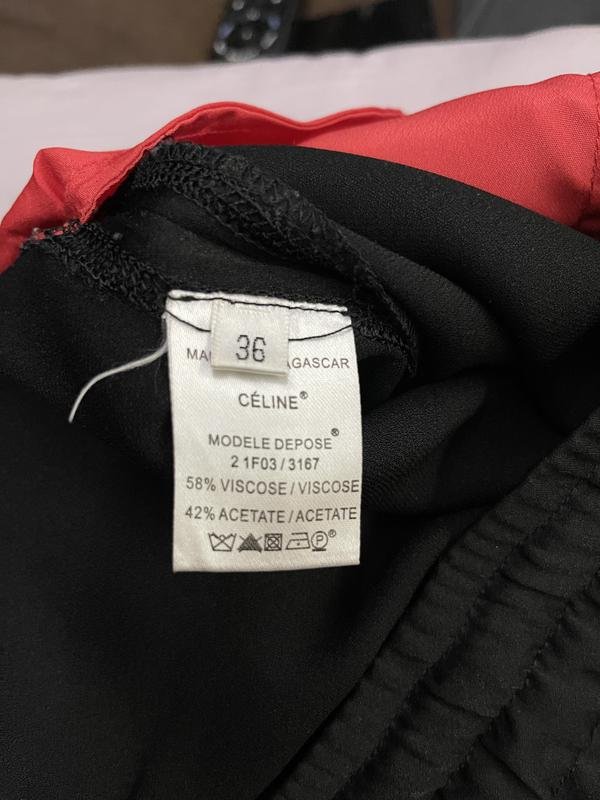 36
MA AGASCAR
CÉLINE®
MODELE DEPOSE®
2 1F03 / 3167
58% VISCOSE / VISCOSE
42% ACETATE / ACETATE
P®